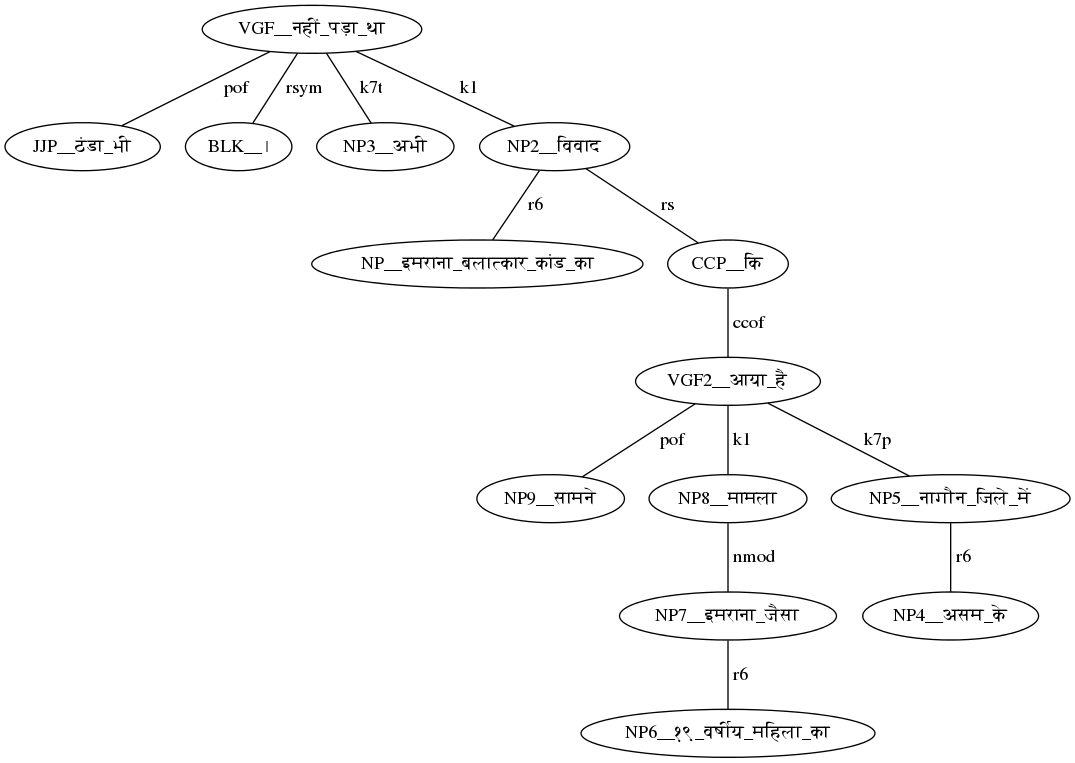 VGF__नहीं_पड़ा_था
pof rsym k7t k1
JJP__ठंडा_भी BLK__। NP3__अभी NP2__विवाद
r6 rs
NP__इमराना_बलात्कार_कांड_का CCP__कि
ccof
VGF2__आया_है
pof k1 k7p
NP9__सामने NP8__मामला NP5__नागौन_जिले_में
nmod r6
NP7__इमराना_जैसा NP4__असम_के
r6
NP6__१९_वर्षीय_महिला_का